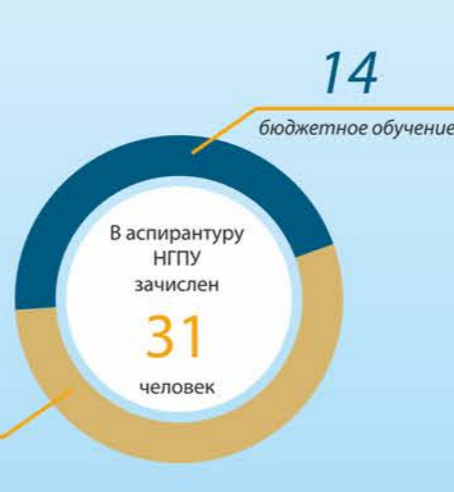 14
бюджетное обучение
В аспирантуру
НГПУ
зачислен
31
человек